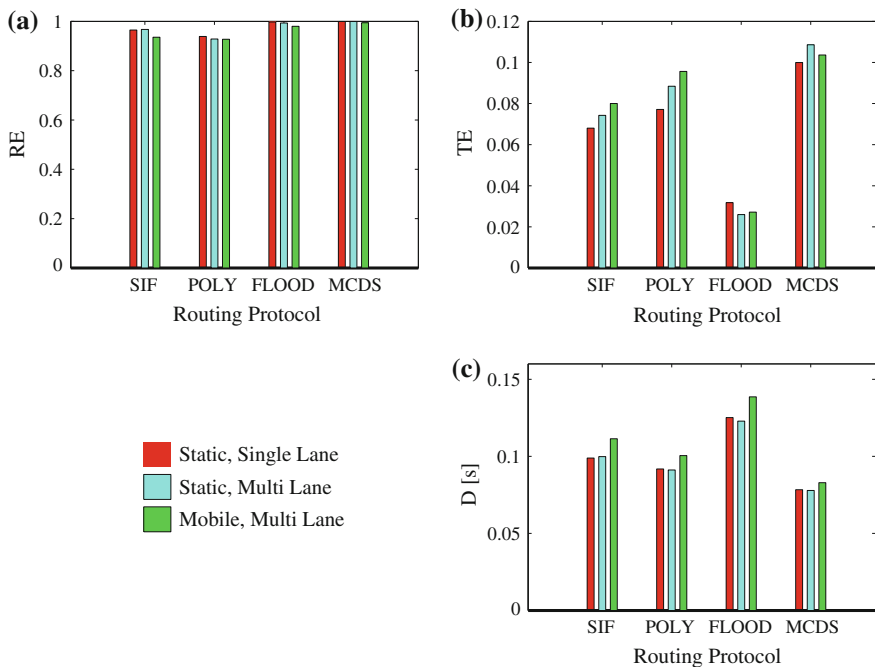 (a)
1
0.8
0.6
0.4
0.2
0
RE
SIF POLY FLOOD MCDS
Routing Protocol
(b)
0.12
0.1
0.08
0.06
0.04
0.02
0
TE
SIF POLY FLOOD MCDS
Routing Protocol
Static, Single Lane
Static, Multi Lane
Mobile, Multi Lane
(c)
0.15
0.1
0.05
0
D [s]
SIF POLY FLOOD MCDS
Routing Protocol